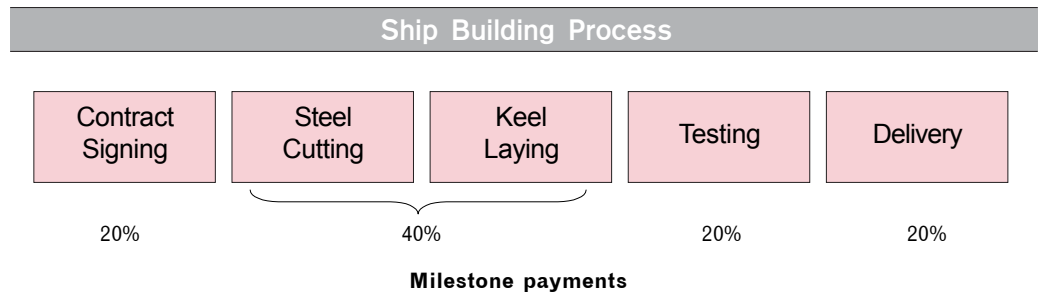 Ship Building Process
Contract
Signing
Steel
Cutting
Keel
Laying
Testing
Delivery
20%
40%
20%
20%
Milestone payments